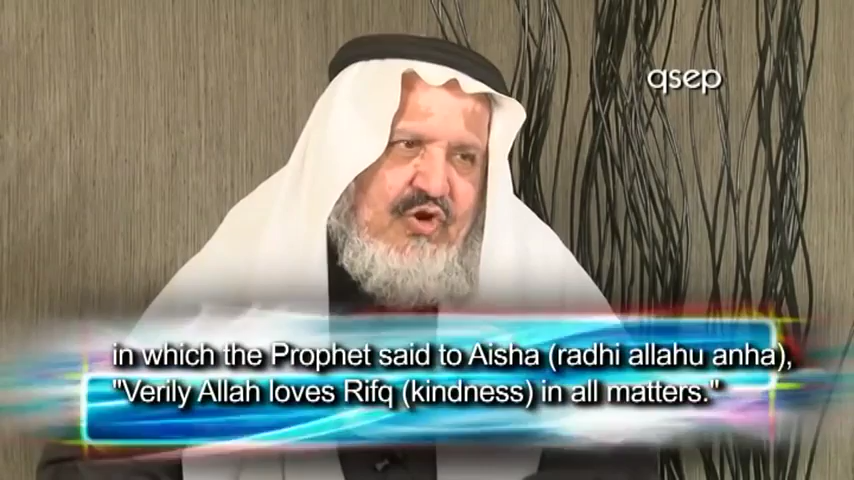 qsep
in which the Prophet said to Aisha (radhi allahu anha),
"Verily Allah loves Rifq (kindness) in all matters."